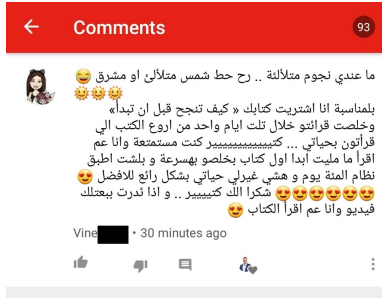 Comments
93
ما عندي نجوم متلألئة .. رح حط شمس متلألئ او مشرق 😅
🌞🌞🌞
بلمناسبة انا اشتريت كتابك « كيف تنجح قبل ان تبدأ»
وخلصت قرائتو خلال تلت ايام واحد من اروع الكتب الي
قرأتون بحياتي ... كتيييييييييييير كنت مستمتعة وانا عم
اقرأ ما مليت ابدا اول كتاب بخلصو بهسرعة و بلشت اطبق
نظام المئة يوم و هشي غيرلي حياتي بشكل رائع للافضل 😍
😍😍😍😍😍😍 شكرا الك كتيييير .. و اذا ندرت ببعتلك
فيديو وانا عم اقرأ الكتاب 😍
Vine • 30 minutes ago